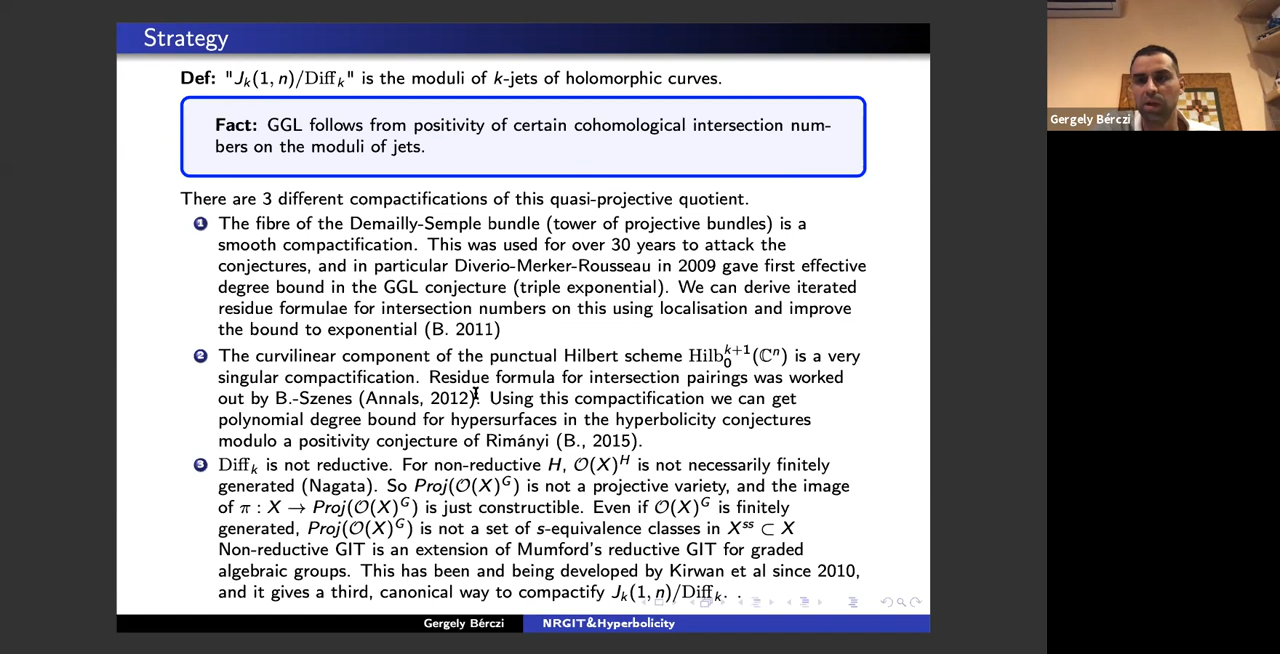 Strategy
Def: "J_k(1, n)/Diff_k" is the moduli of k-jets of holomorphic curves.
Fact: GGL follows from positivity of certain cohomological intersection num-
bers on the moduli of jets.
There are 3 different compactifications of this quasi-projective quotient.
1 The fibre of the Demailly-Semple bundle (tower of projective bundles) is a
smooth compactification. This was used for over 30 years to attack the
conjectures, and in particular Diverio-Merker-Rousseau in 2009 gave first effective
degree bound in the GGL conjecture (triple exponential). We can derive iterated
residue formulae for intersection numbers on this using localisation and improve
the bound to exponential (B. 2011)
2 The curvilinear component of the punctual Hilbert scheme Hilb_0^{k+1}(ℂ^n) is a very
singular compactification. Residue formula for intersection pairings was worked
out by B.-Szenes (Annals, 2012). Using this compactification we can get
polynomial degree bound for hypersurfaces in the hyperbolicity conjectures
modulo a positivity conjecture of Rimányi (B., 2015).
3 Diff_k is not reductive. For non-reductive H, 𝒪(X)^H is not necessarily finitely
generated (Nagata). So Proj(𝒪(X)^G) is not a projective variety, and the image
of π : X → Proj(𝒪(X)^G) is just constructible. Even if 𝒪(X)^G is finitely
generated, Proj(𝒪(X)^G) is not a set of s-equivalence classes in X^{ss} ⊂ X
Non-reductive GIT is an extension of Mumford's reductive GIT for graded
algebraic groups. This has been and being developed by Kirwan et al since 2010,
and it gives a third, canonical way to compactify J_k(1, n)/Diff_k. .
Gergely Bérczi
NRGIT&Hyperbolicity
Gergely Bérczi